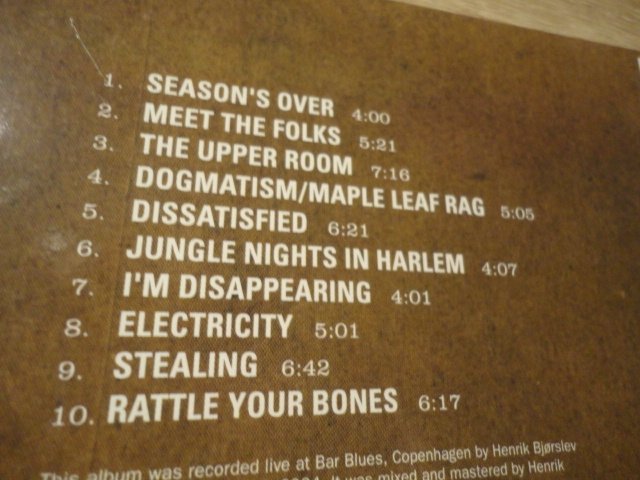 1. SEASON'S OVER 4:00
2. MEET THE FOLKS 5:21
3. THE UPPER ROOM 7:16
4. DOGMATISM/MAPLE LEAF RAG 5:05
5. DISSATISFIED 6:21
6. JUNGLE NIGHTS IN HARLEM 4:07
7. I'M DISAPPEARING 4:01
8. ELECTRICITY 5:01
9. STEALING 6:42
10. RATTLE YOUR BONES 6:17
This album was recorded live at Bar Blues, Copenhagen by Henrik Bjørslev
It was mixed and mastered by Henrik